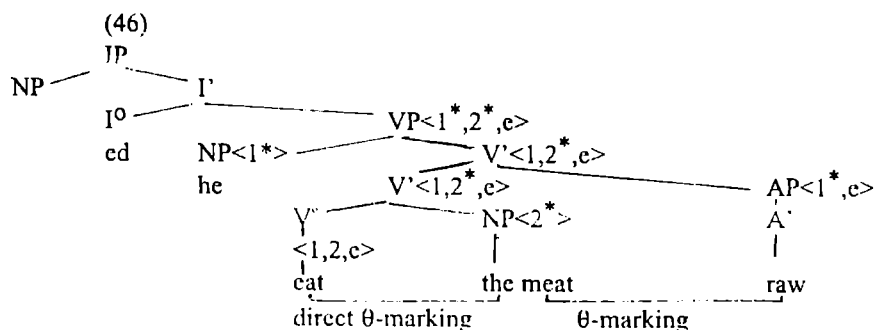 (46)
IP
NP I'
I⁰ VP<1*,2*,e>
ed NP<1*> V'<1,2*,e>
he V'<1,2*,e> AP<1*,e>
V° NP<2*> A'
<1,2,e>
eat the meat raw
direct θ-marking θ-marking